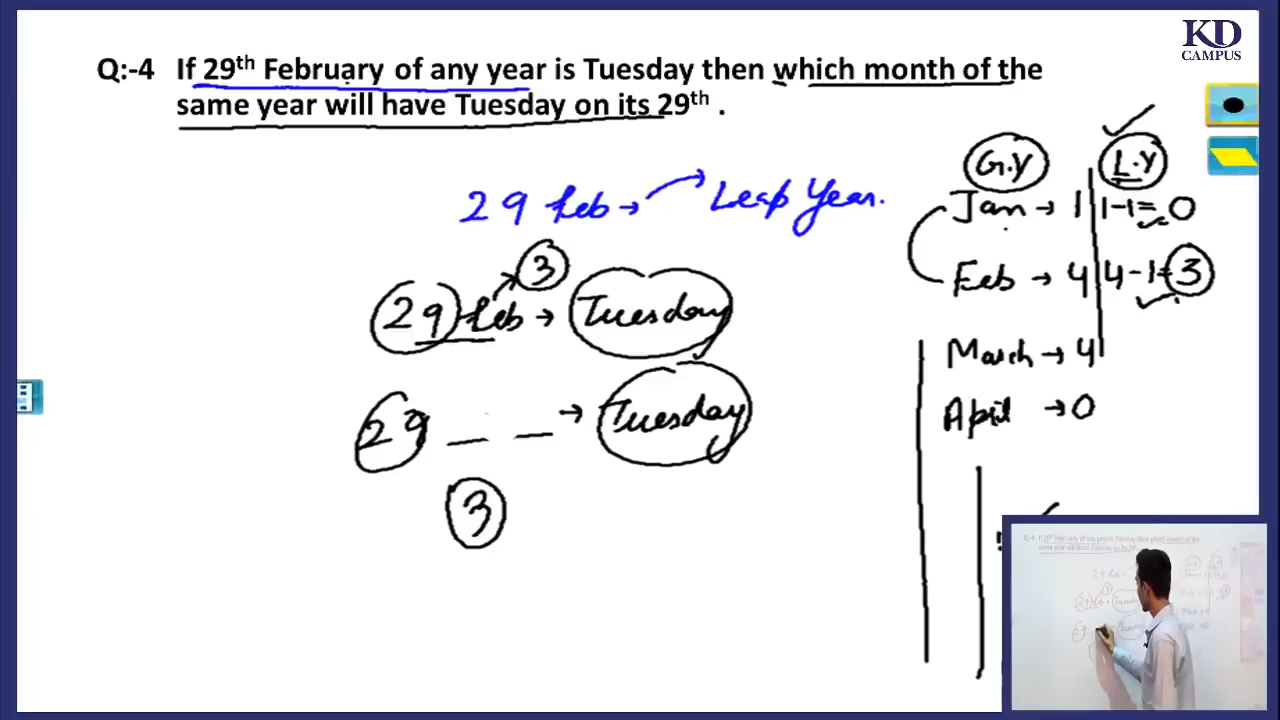 KD
CAMPUS
Q:-4 If 29th February of any year is Tuesday then which month of the
same year will have Tuesday on its 29th .
29 Feb → Leap Year.
29 Feb → Tuesday
3
29 _ _ → Tuesday
3
G.Y L.Y
Jan → 1 1-1= 0
Feb → 4 4-1= 3
March → 4
April → 0